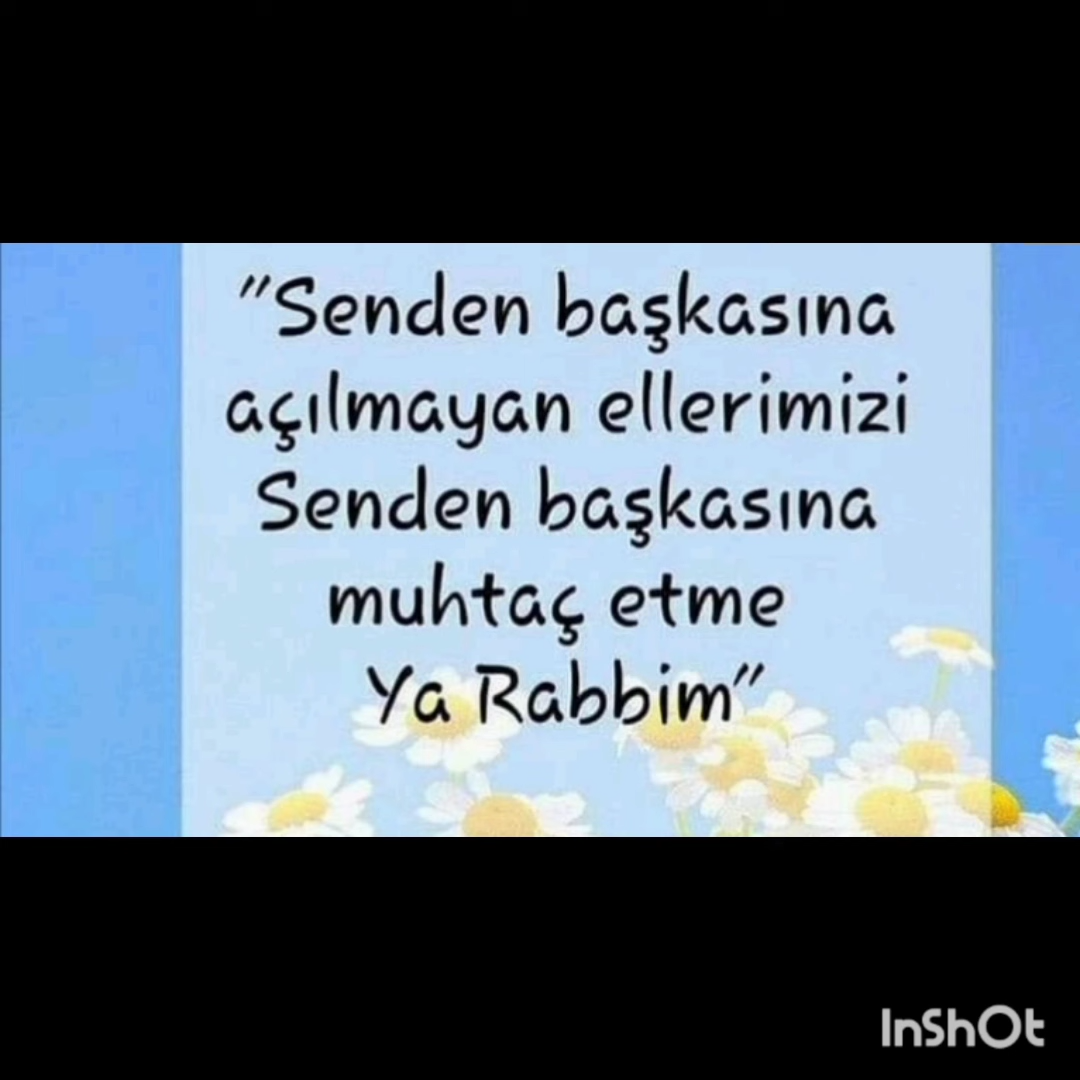 "Senden başkasına
açılmayan ellerimizi
Senden başkasına
muhtaç etme
Ya Rabbim"
InShOt